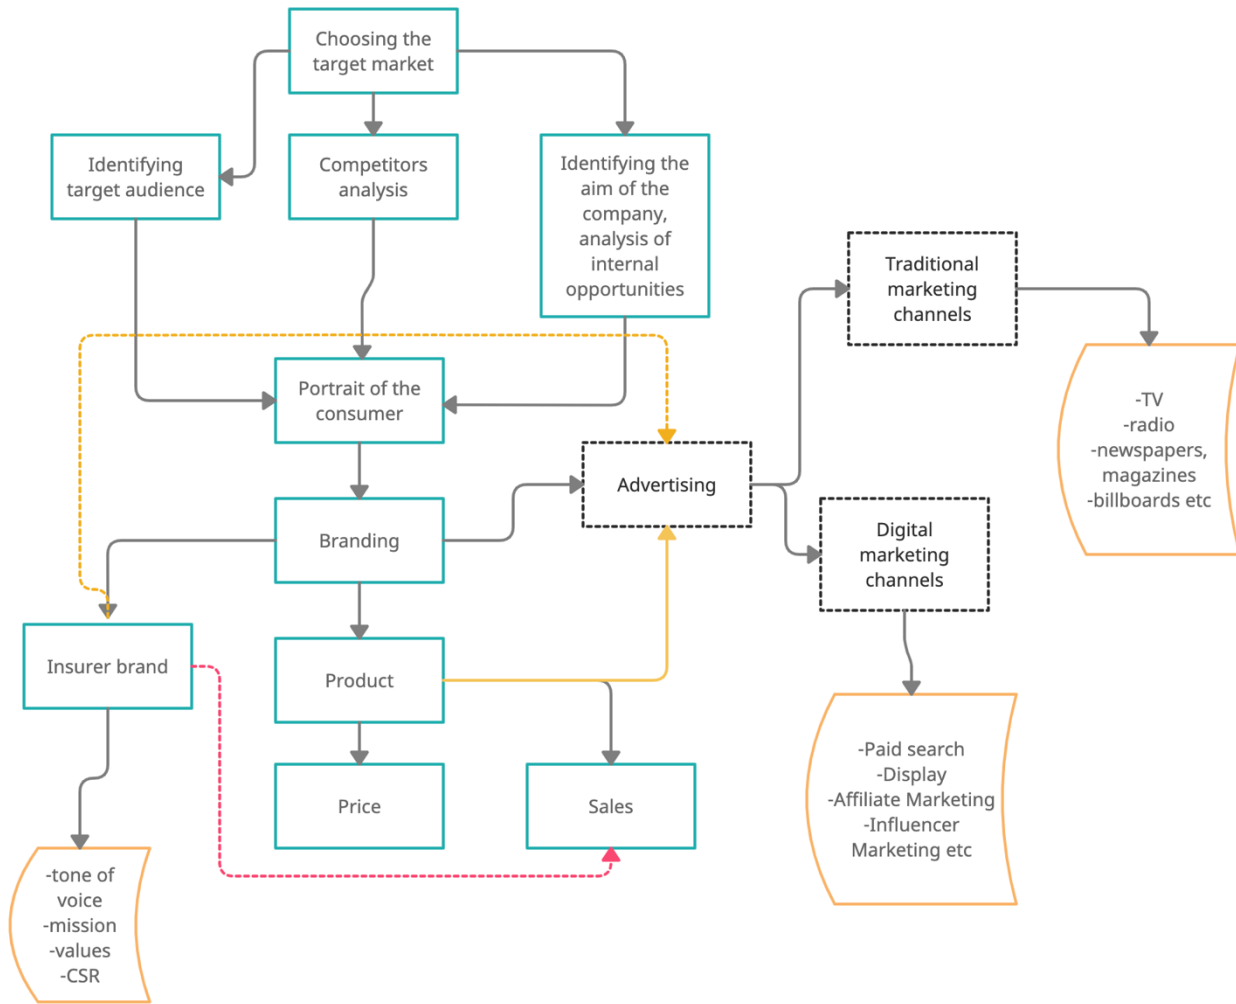 Choosing the
target market
Identifying
target audience
Competitors
analysis
Identifying the
aim of the
company,
analysis of
internal
opportunities
Traditional
marketing
channels
-TV
-radio
-newspapers,
magazines
-billboards etc
Portrait of the
consumer
Advertising
Branding
Digital
marketing
channels
Insurer brand
Product
Price
Sales
-Paid search
-Display
-Affiliate Marketing
-Influencer
Marketing etc
-tone of
voice
-mission
-values
-CSR